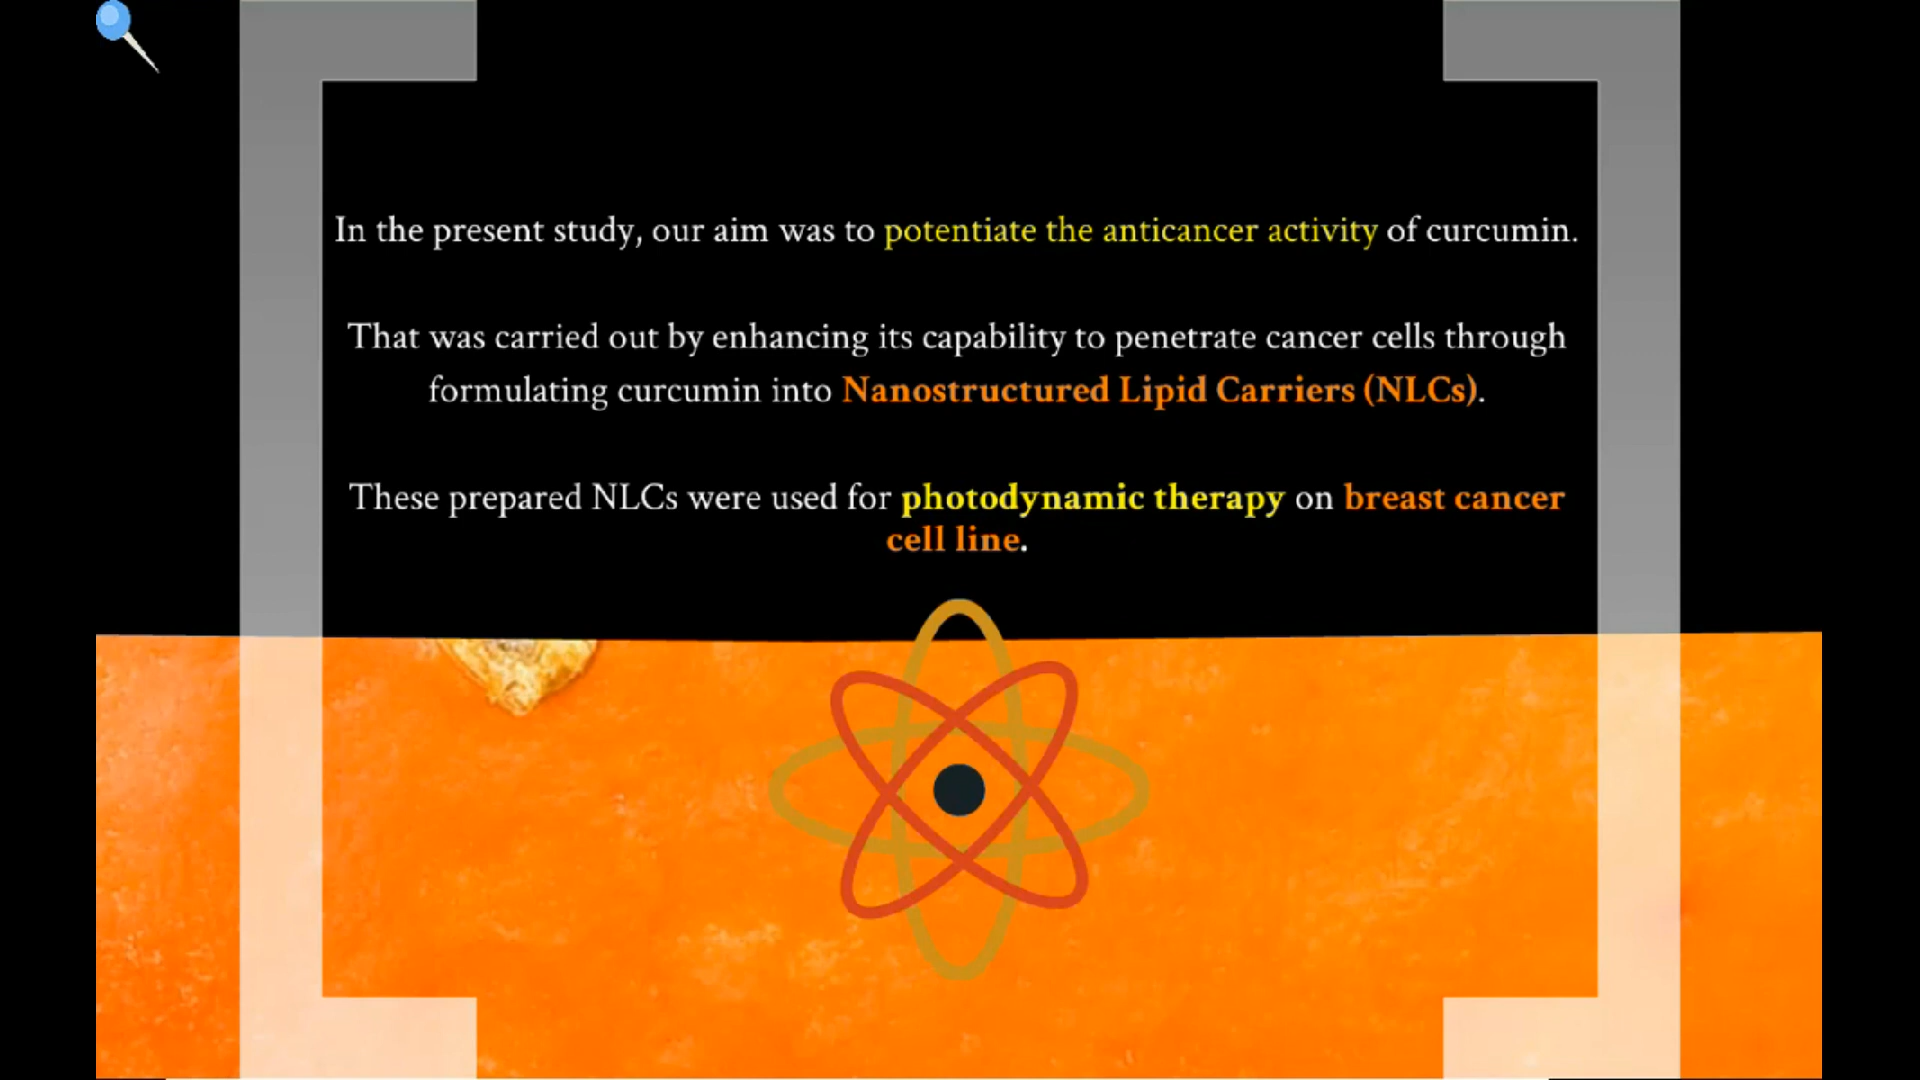 In the present study, our aim was to potentiate the anticancer activity of curcumin.
That was carried out by enhancing its capability to penetrate cancer cells through
formulating curcumin into Nanostructured Lipid Carriers (NLCs).
These prepared NLCs were used for photodynamic therapy on breast cancer
cell line.